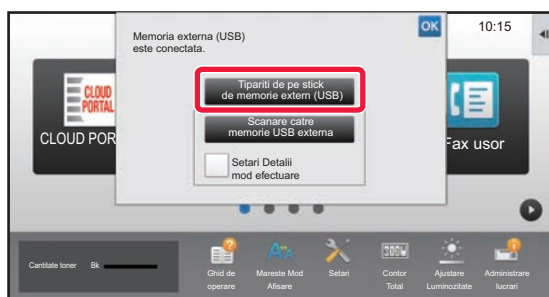 Memoria externa (USB)
este conectata.
OK
10:15
Tipariti de pe stick
de memorie extern (USB)
Scanare catre
memorie USB externa
Setari Detalii
mod efectuare
CLOUD
PORTAL
CLOUD POR
Fax usor
Cantitate toner
Bk
Ghid de
operare
Mareste Mod
Afisare
Setari
Contor
Total
Ajustare
Luminozitate
Administrare
lucrari